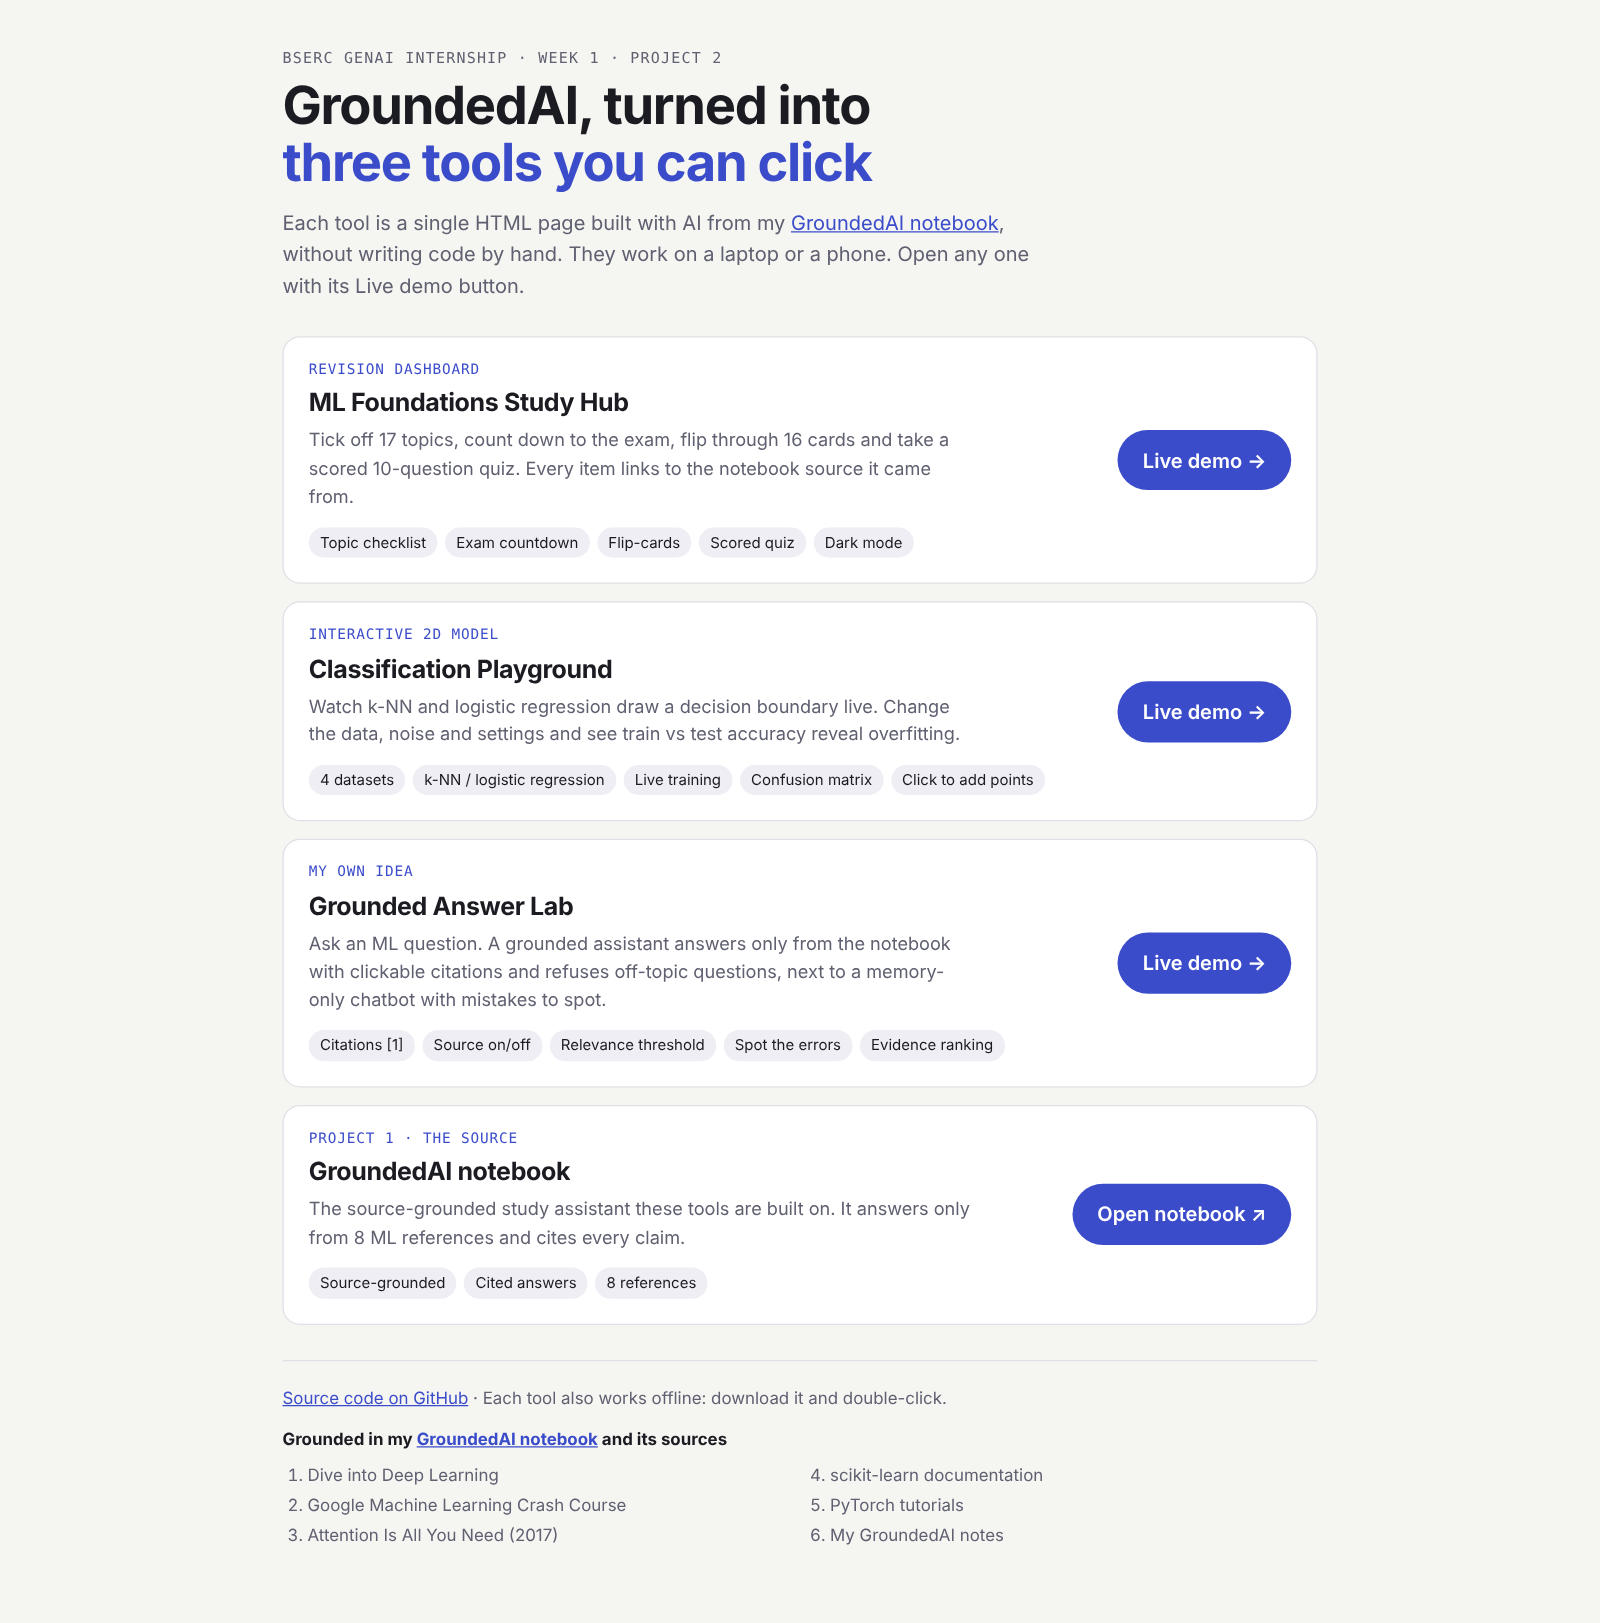 BSERC GENAI INTERNSHIP · WEEK 1 · PROJECT 2
GroundedAI, turned into
three tools you can click
Each tool is a single HTML page built with AI from my GroundedAI notebook,
without writing code by hand. They work on a laptop or a phone. Open any one
with its Live demo button.
REVISION DASHBOARD
ML Foundations Study Hub
Tick off 17 topics, count down to the exam, flip through 16 cards and take a
scored 10-question quiz. Every item links to the notebook source it came
from.
Live demo →
Topic checklist Exam countdown Flip-cards Scored quiz Dark mode
INTERACTIVE 2D MODEL
Classification Playground
Watch k-NN and logistic regression draw a decision boundary live. Change
the data, noise and settings and see train vs test accuracy reveal overfitting.
Live demo →
4 datasets k-NN / logistic regression Live training Confusion matrix Click to add points
MY OWN IDEA
Grounded Answer Lab
Ask an ML question. A grounded assistant answers only from the notebook
with clickable citations and refuses off-topic questions, next to a memory-
only chatbot with mistakes to spot.
Live demo →
Citations [1] Source on/off Relevance threshold Spot the errors Evidence ranking
PROJECT 1 · THE SOURCE
GroundedAI notebook
The source-grounded study assistant these tools are built on. It answers only
from 8 ML references and cites every claim.
Open notebook ↗
Source-grounded Cited answers 8 references
Source code on GitHub · Each tool also works offline: download it and double-click.
Grounded in my GroundedAI notebook and its sources
1. Dive into Deep Learning
2. Google Machine Learning Crash Course
3. Attention Is All You Need (2017)
4. scikit-learn documentation
5. PyTorch tutorials
6. My GroundedAI notes